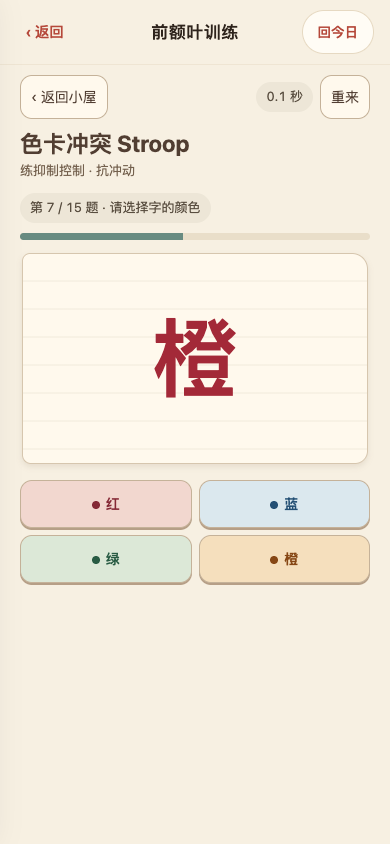 ‹ 返回
前额叶训练
回今日
‹ 返回小屋
0.1 秒
重来
色卡冲突 Stroop
练抑制控制 · 抗冲动
第 7 / 15 题 · 请选择字的颜色
橙
红
蓝
绿
橙